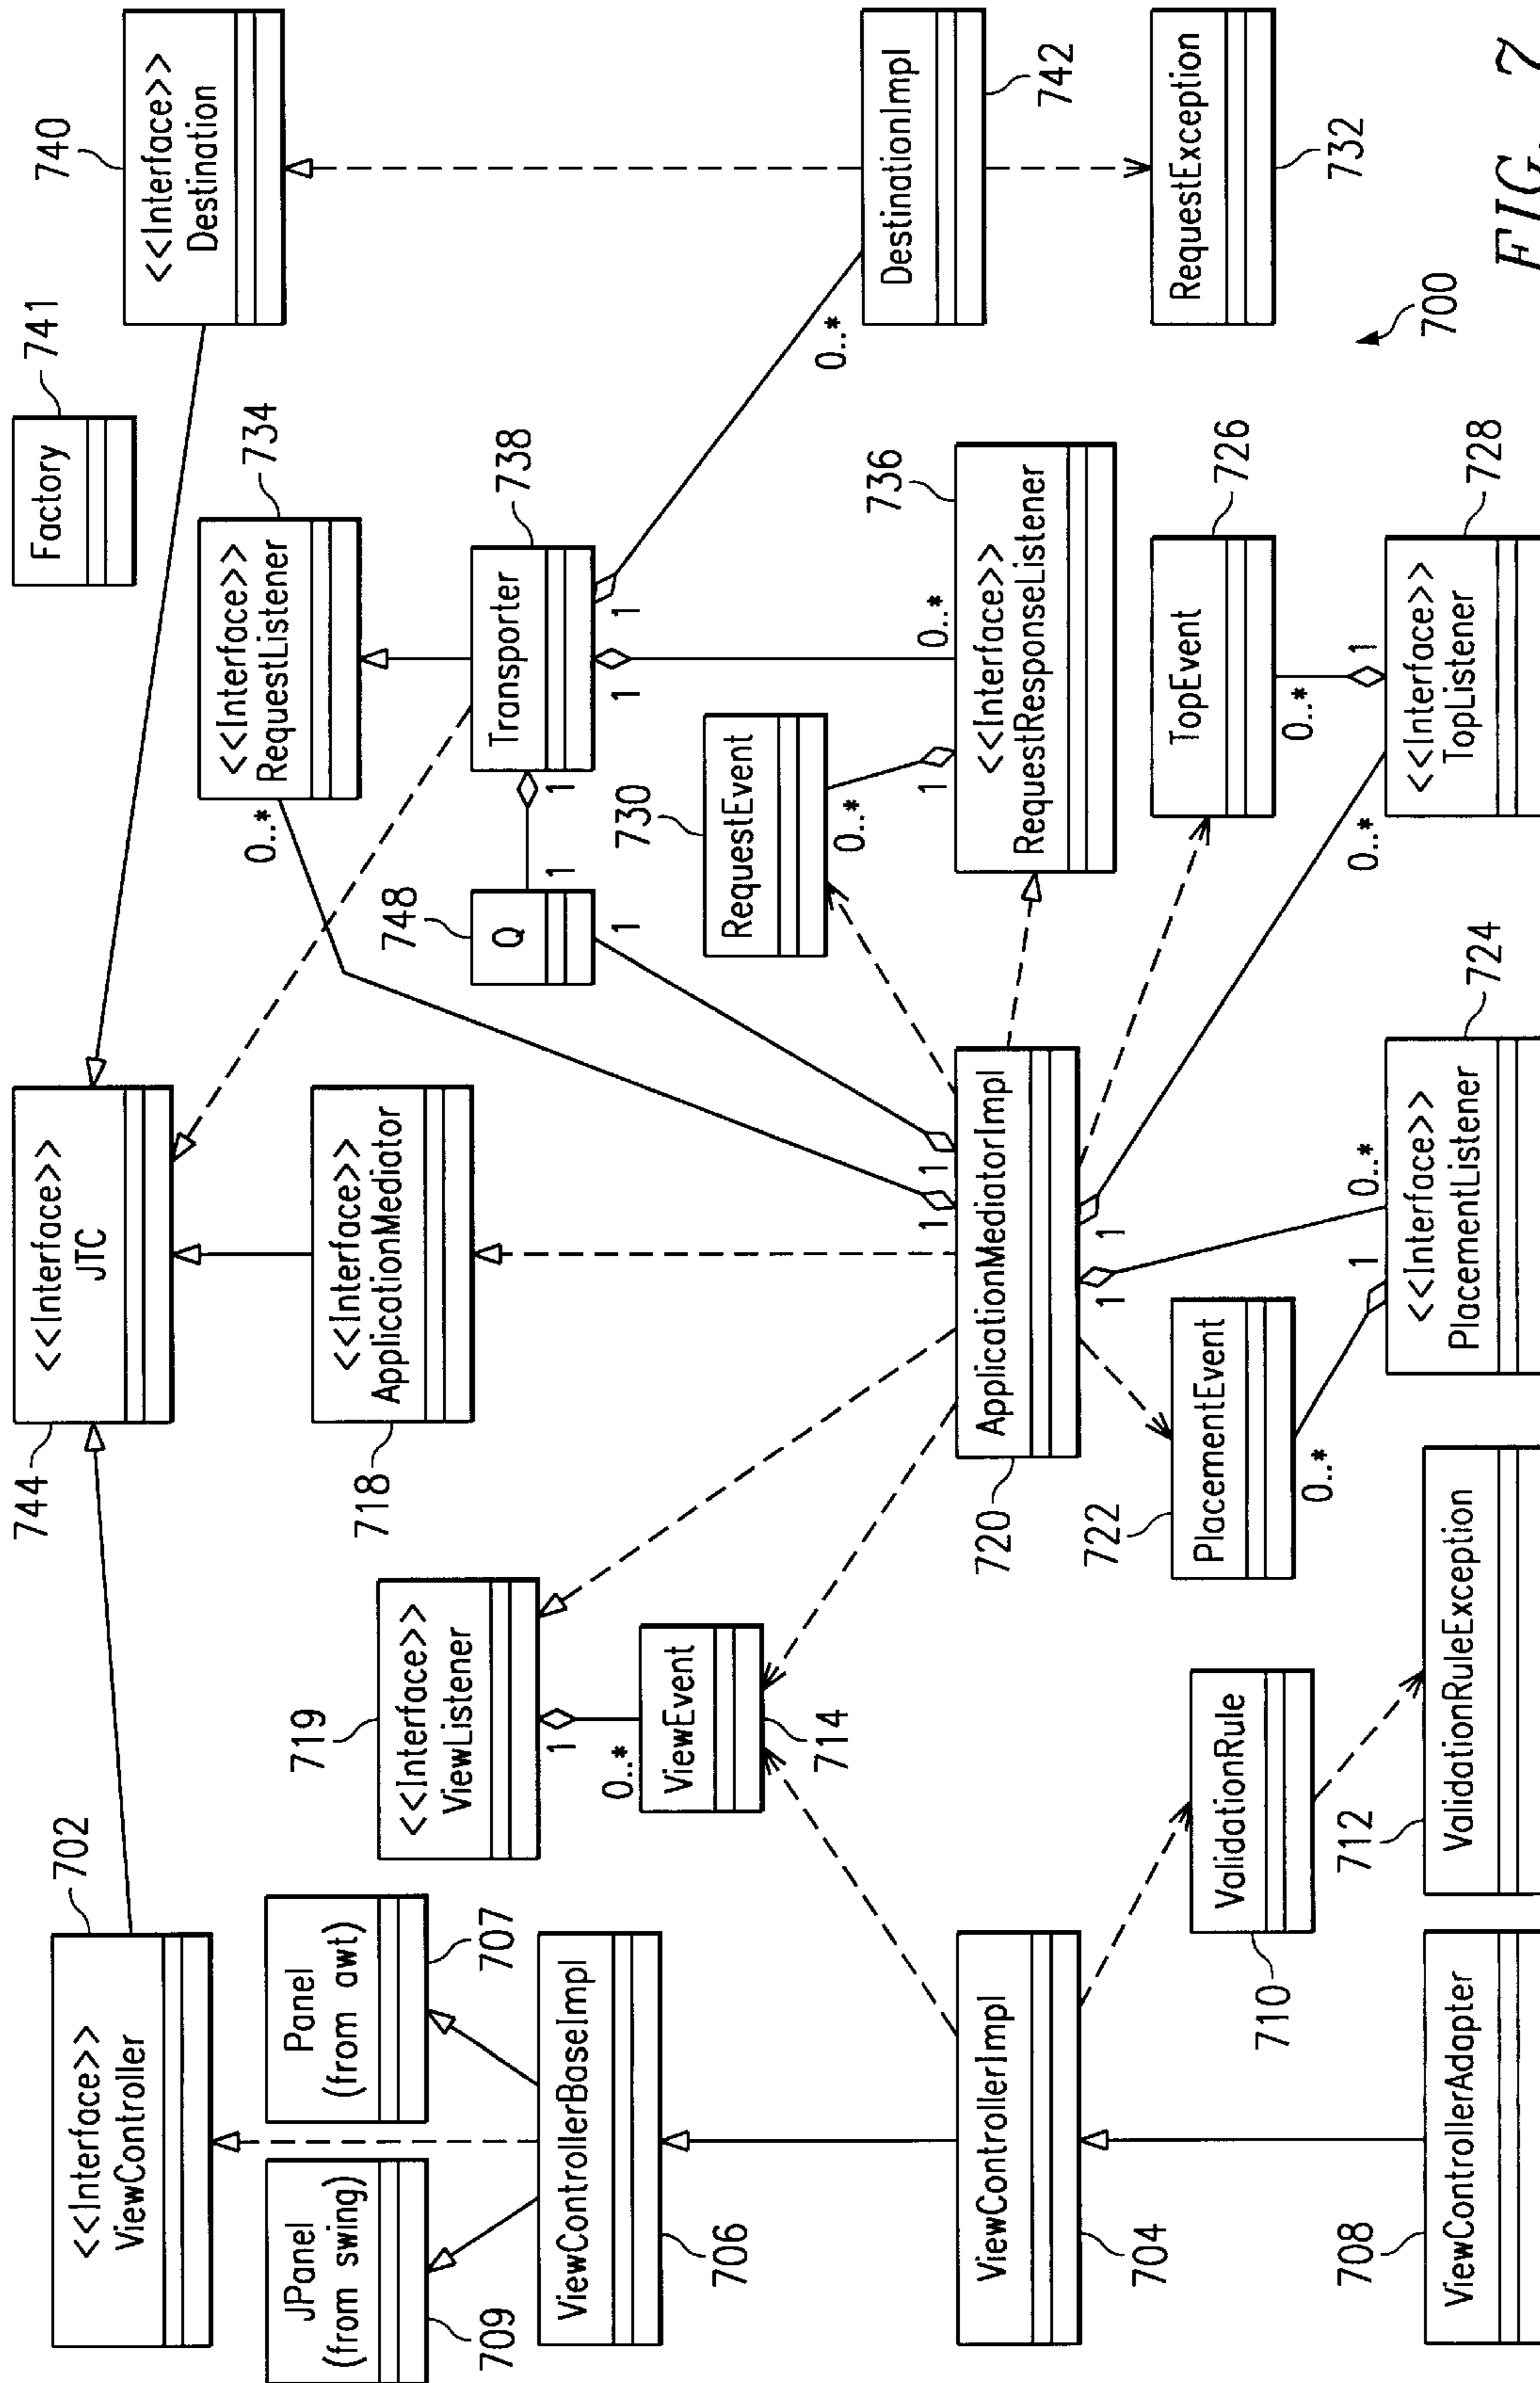 702
<<Interface>>
ViewController
744
<<Interface>>
JTC
Factory
741
740
<<Interface>>
Destination
JPanel
(from swing)
709
Panel
(from awt)
707
719
<<Interface>>
ViewListener
1
718
<<Interface>>
ApplicationMediator
<<Interface>>
RequestListener
734
0..*
ViewControllerBaseImpl
706
0..*
ViewEvent
714
748
Q
1
1
Transporter
738
1
1
1
730
RequestEvent
0..*
0..*
0..*
ViewControllerImpl
704
720
ApplicationMediatorImpl
1
1
1
1
1
<<Interface>>
RequestResponseListener
736
DestinationImpl
742
ValidationRule
710
722
PlacementEvent
0..*
TopEvent
726
0..*
RequestException
732
708
ViewControllerAdapter
712
ValidationRuleException
1
0..*
<<Interface>>
PlacementListener
724
0..*
1
<<Interface>>
TopListener
728
700
FIG. 7